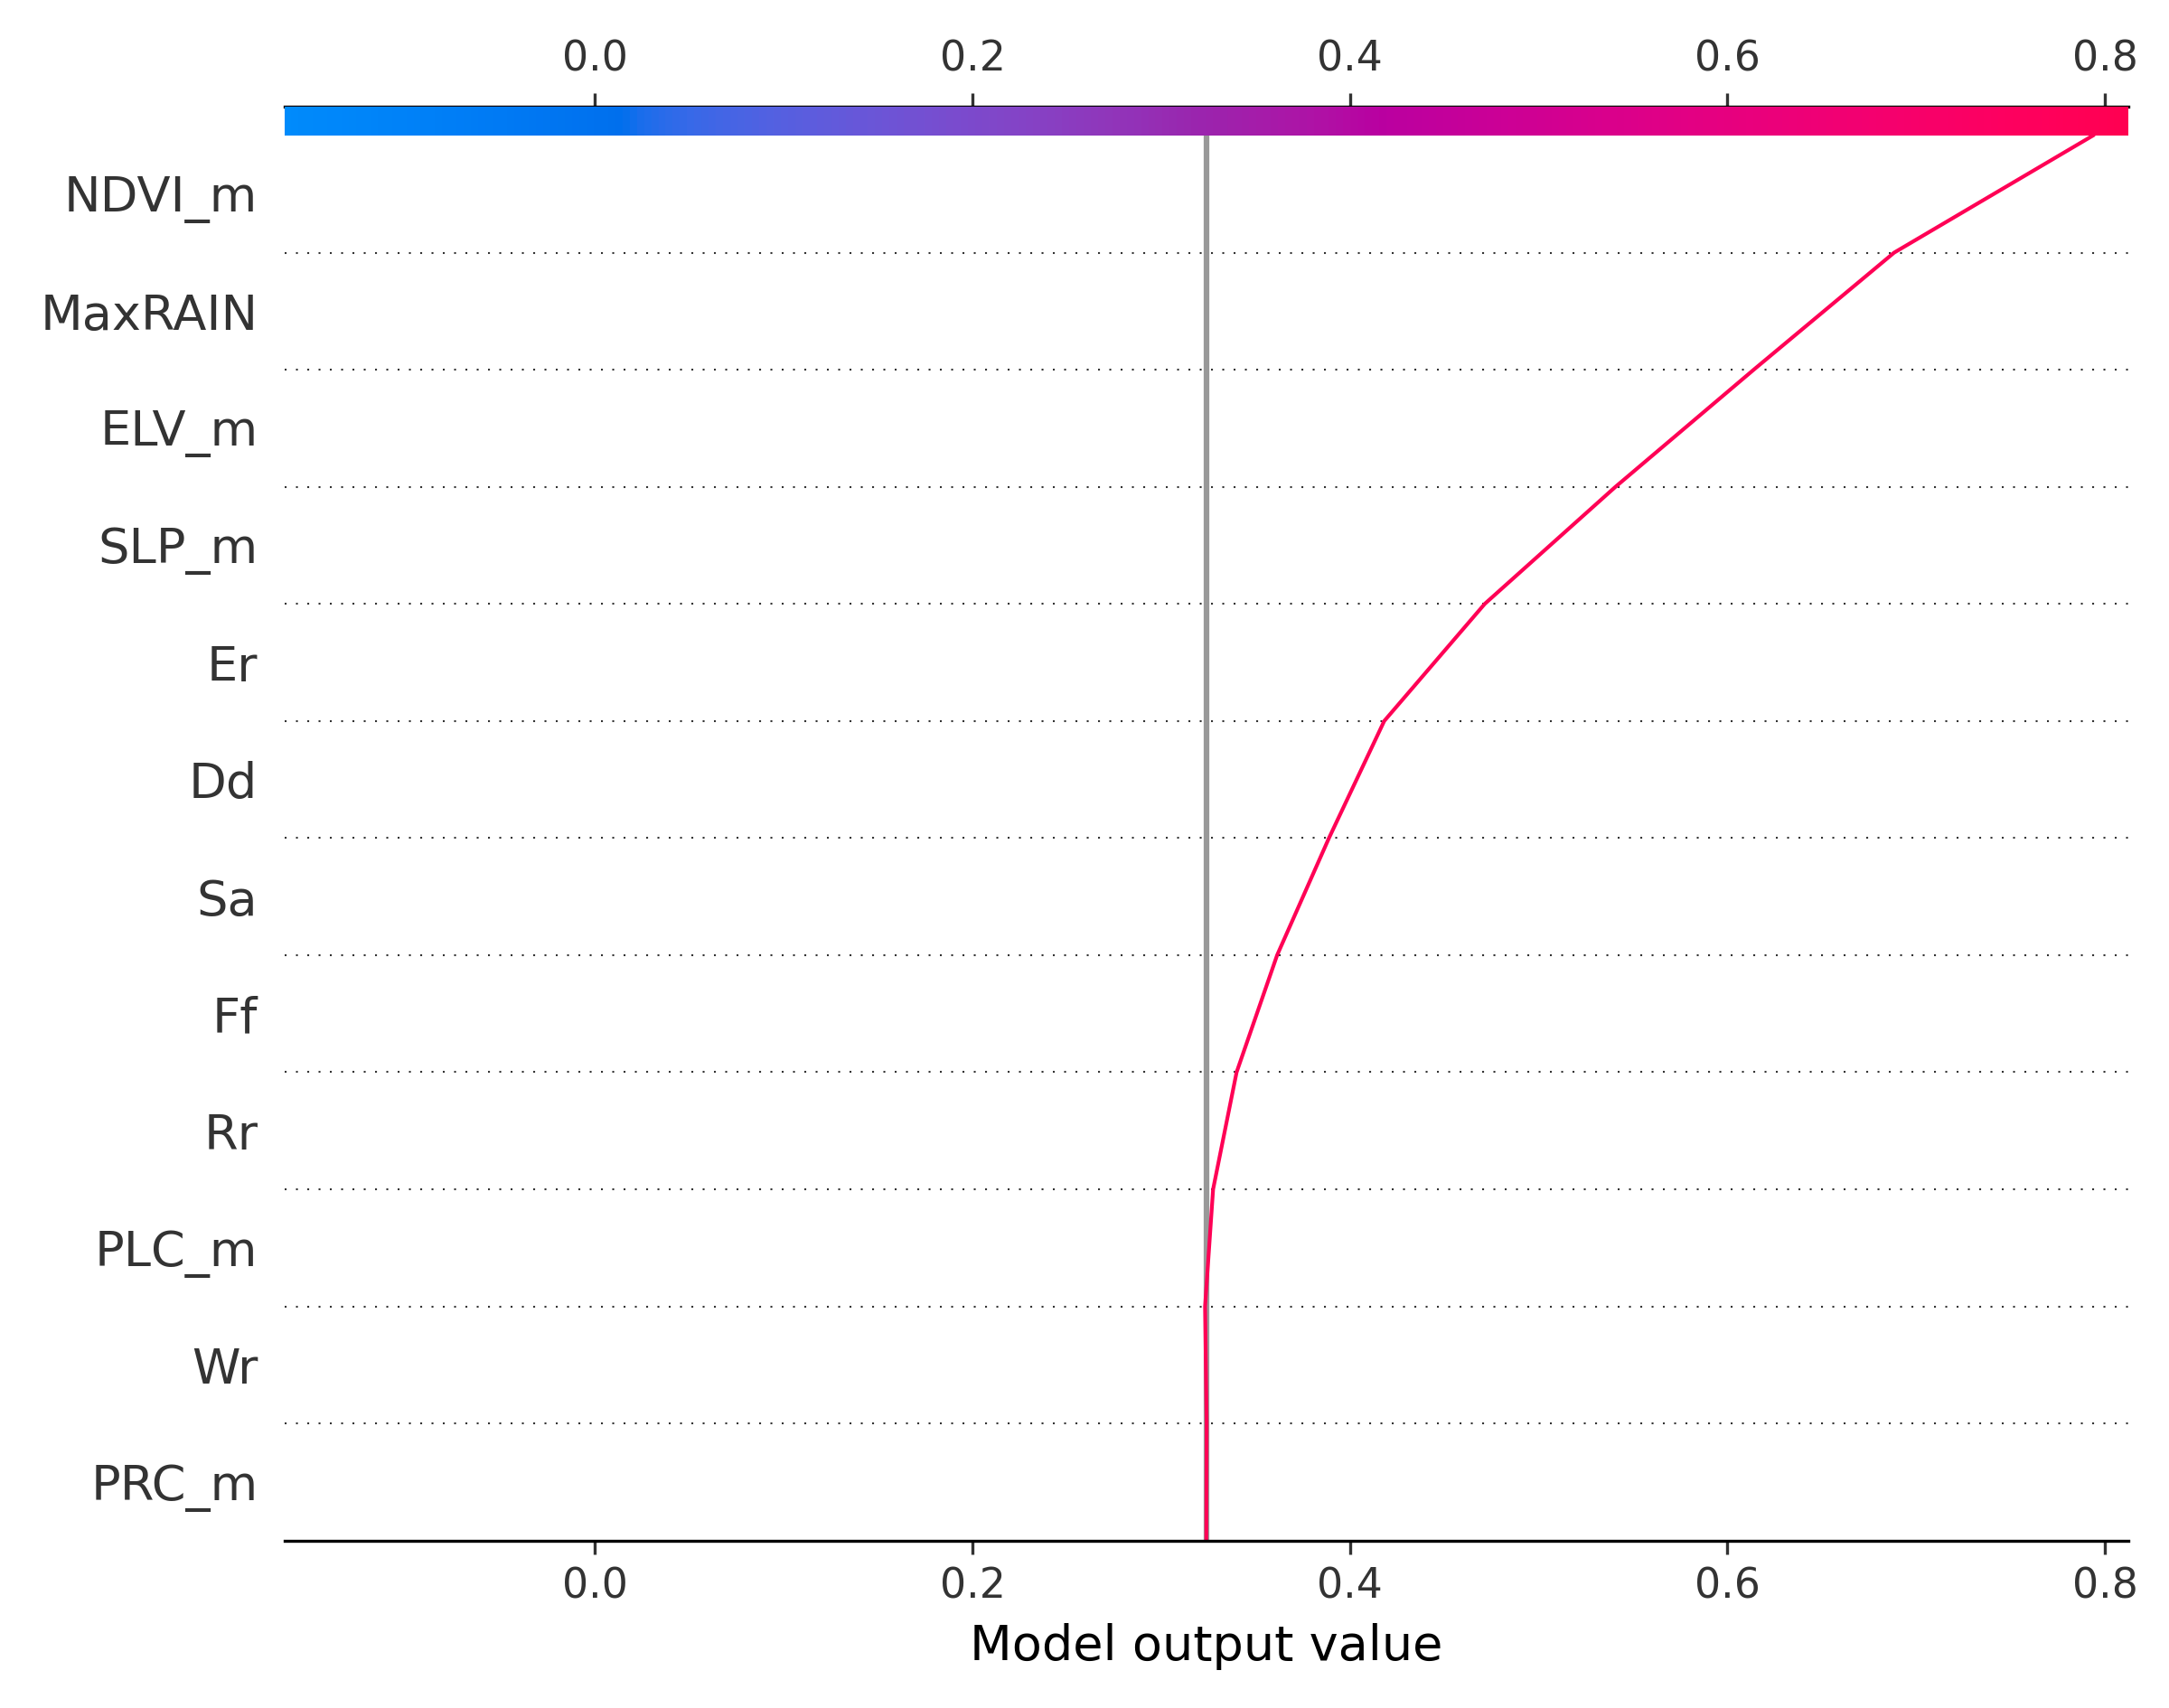 0.0 0.2 0.4 0.6 0.8
NDVI_m
MaxRAIN
ELV_m
SLP_m
Er
Dd
Sa
Ff
Rr
PLC_m
Wr
PRC_m
0.0 0.2 0.4 0.6 0.8
Model output value